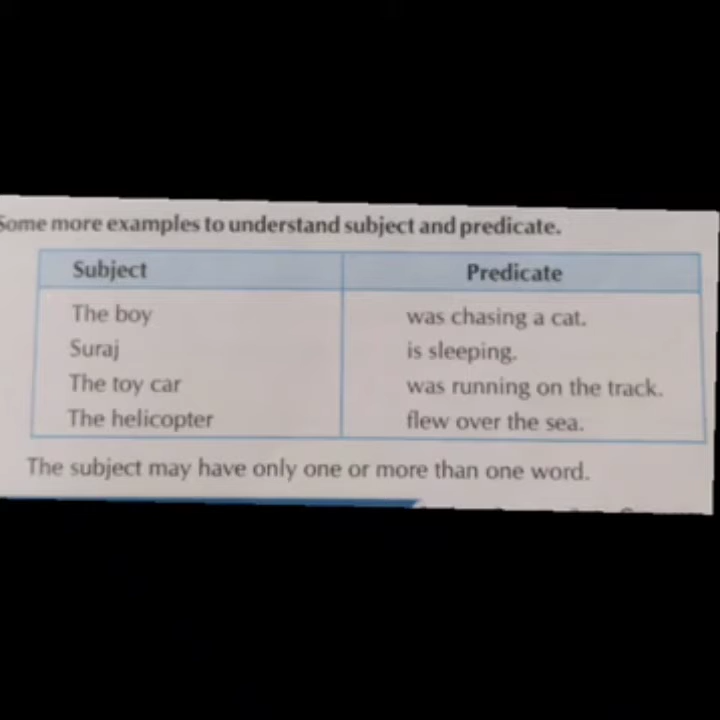 Some more examples to understand subject and predicate.
Subject Predicate
The boy was chasing a cat.
Suraj is sleeping.
The toy car was running on the track.
The helicopter flew over the sea.
The subject may have only one or more than one word.